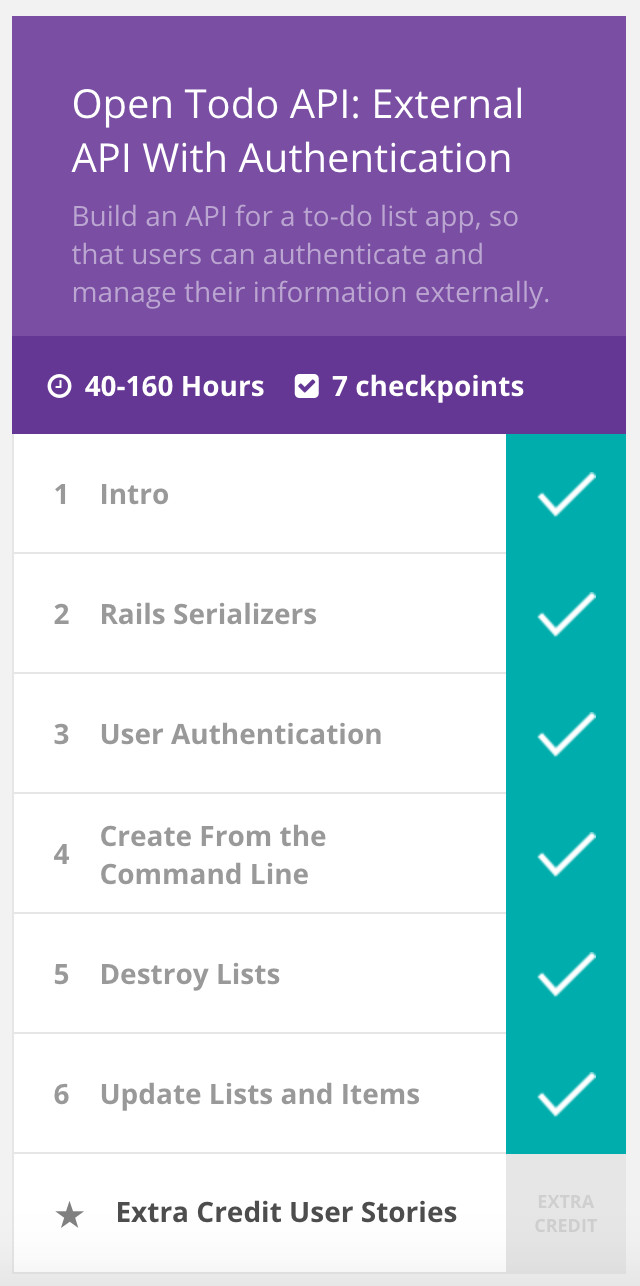 Open Todo API: External
API With Authentication
Build an API for a to-do list app, so
that users can authenticate and
manage their information externally.
40-160 Hours 7 checkpoints
1 Intro
2 Rails Serializers
3 User Authentication
4 Create From the
Command Line
5 Destroy Lists
6 Update Lists and Items
Extra Credit User Stories
EXTRA
CREDIT